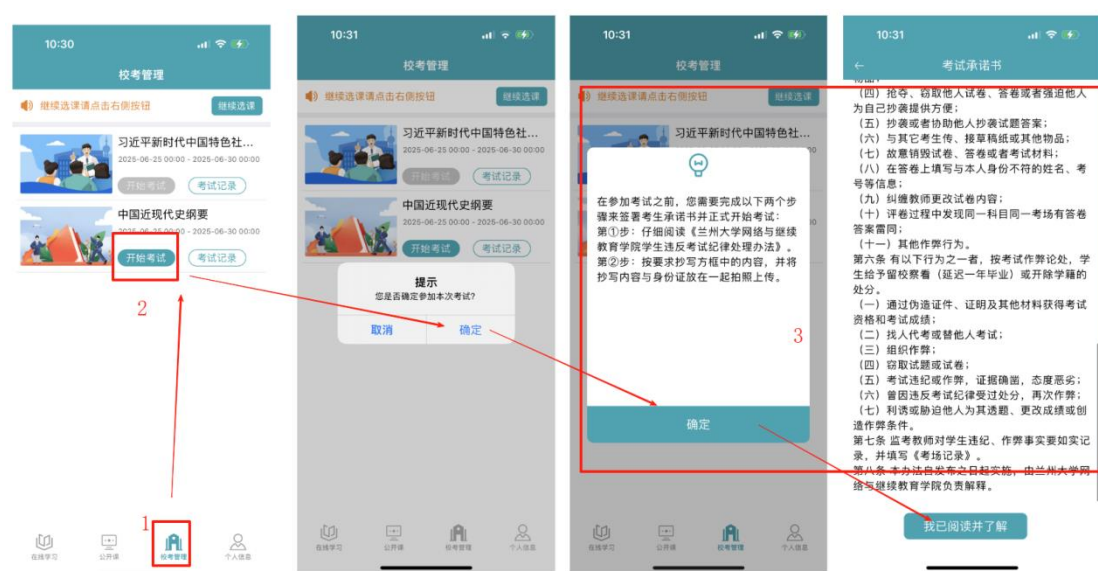 10:30
校考管理
继续选课请点击右侧按钮
继续选课
习近平新时代中国特色社...
2025-06-25 00:00 - 2025-06-30 00:00
开始考试
考试记录
中国近现代史纲要
2025-06-25 00:00 - 2025-06-30 00:00
开始考试
考试记录
2
1
在线学习
公开课
校考管理
个人信息
10:31
校考管理
继续选课请点击右侧按钮
继续选课
习近平新时代中国特色社...
2025-06-25 00:00 - 2025-06-30 00:00
开始考试
考试记录
中国近现代史纲要
2025-06-25 00:00 - 2025-06-30 00:00
开始考试
考试记录
提示
您是否确定参加本次考试?
取消
确定
在线学习
公开课
校考管理
个人信息
10:31
校考管理
继续选课请点击右侧按钮
继续选课
习近平新时代中国特色社...
在参加考试之前，您需要完成以下两个步
骤来签署考生承诺书并正式开始考试：
第①步：仔细阅读《兰州大学网络与继续
教育学院学生违反考试纪律处理办法》。
第②步：按要求抄写方框中的内容，并将
抄写内容与身份证放在一起拍照上传。
3
确定
在线学习
公开课
校考管理
个人信息
10:31
考试承诺书
（四）抢夺、窃取他人试卷、答卷或者强迫他人
为自己抄袭提供方便；
（五）抄袭或者协助他人抄袭试题答案；
（六）与其它考生传、接草稿纸或其他物品；
（七）故意销毁试卷、答卷或者考试材料；
（八）在答卷上填写与本人身份不符的姓名、考
号等信息；
（九）纠缠教师更改试卷内容；
（十）评卷过程中发现同一科目同一考场有答卷
答案雷同；
（十一）其他作弊行为。
第六条 有以下行为之一者，按考试作弊论处，学
生给予留校察看（延迟一年毕业）或开除学籍的
处分。
（一）通过伪造证件、证明及其他材料获得考试
资格和考试成绩；
（二）找人代考或替他人考试；
（三）组织作弊；
（四）窃取试题或试卷；
（五）考试违纪或作弊，证据确凿，态度恶劣；
（六）曾因违反考试纪律受过处分，再次作弊；
（七）利诱或胁迫他人为其透题、更改成绩或创
造作弊条件。
第七条 监考教师对学生违纪、作弊事实要如实记
录，并填写《考场记录》。
第八条 本办法自发布之日起实施，由兰州大学网
络与继续教育学院负责解释。
我已阅读并了解